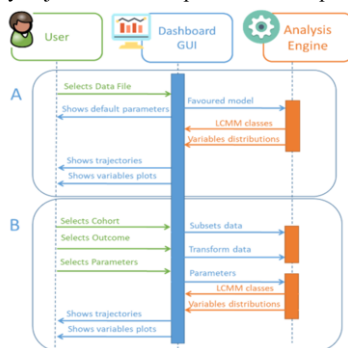 User
Dashboard
GUI
Analysis
Engine
A
Selects Data File
Shows default parameters
Favoured model
LCMM classes
Variables distributions
Shows trajectories
Shows variables plots
B
Selects Cohort
Subsets data
Selects Outcome
Transform data
Selects Parameters
Parameters
LCMM classes
Variables distributions
Shows trajectories
Shows variables plots